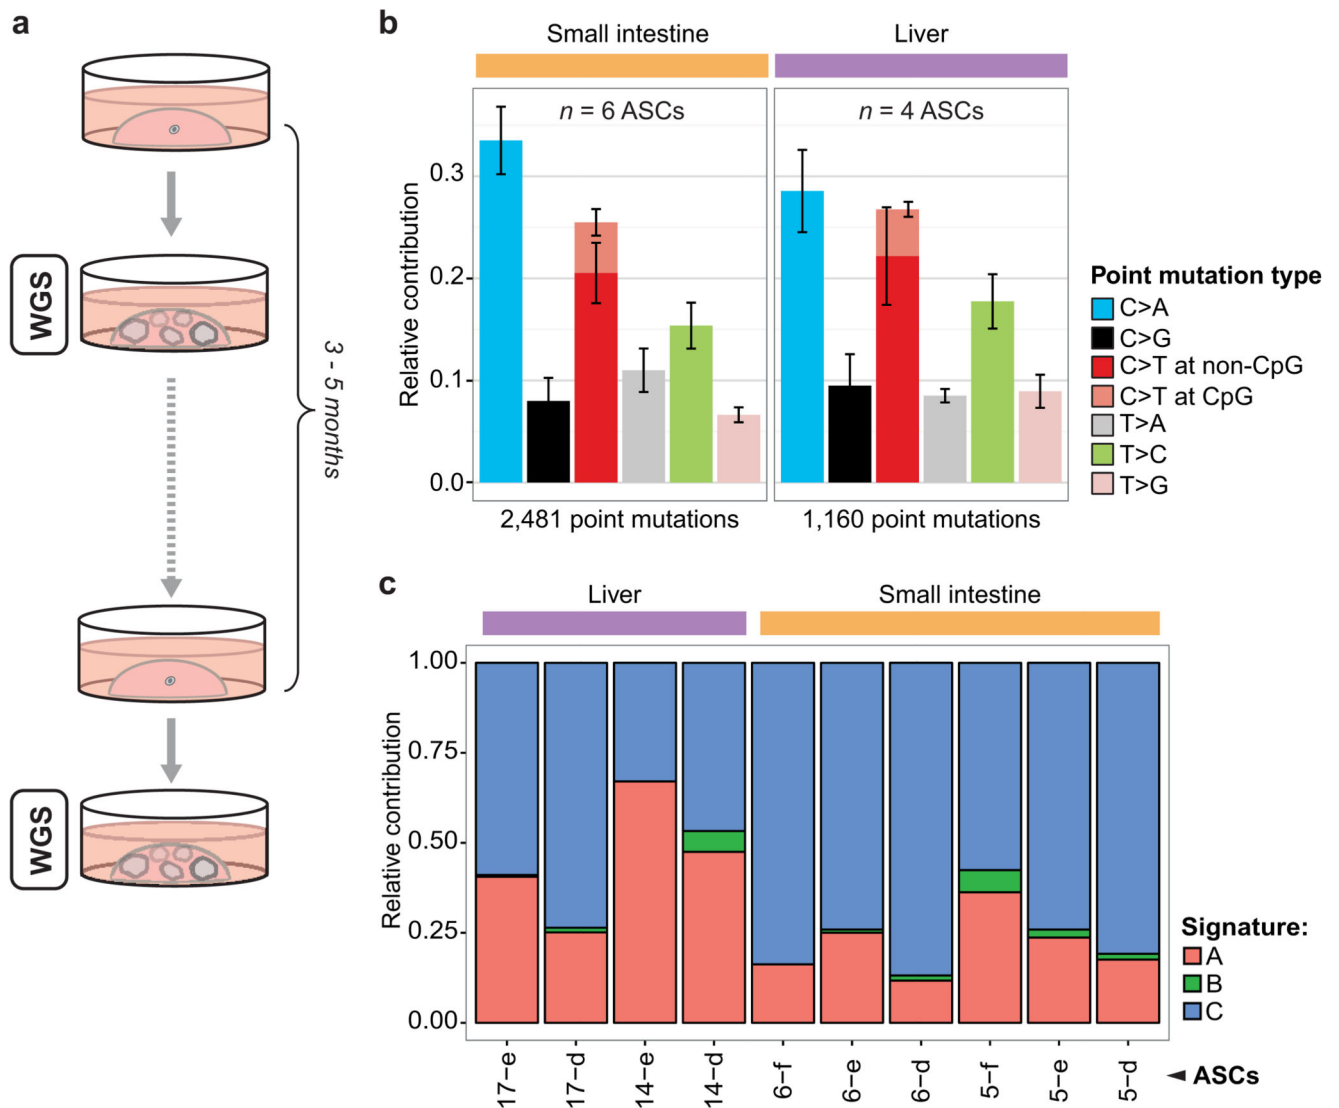 a
WGS
3 - 5 months
WGS
b
Small intestine
Liver
n = 6 ASCs
n = 4 ASCs
Relative contribution
0.3
0.2
0.1
0.0
2,481 point mutations
1,160 point mutations
Point mutation type
C>A
C>G
C>T at non-CpG
C>T at CpG
T>A
T>C
T>G
c
Liver
Small intestine
Relative contribution
1.00
0.75
0.50
0.25
0.00
17−e
17−d
14−e
14−d
6−f
6−e
6−d
5−f
5−e
5−d
◄ ASCs
Signature:
A
B
C